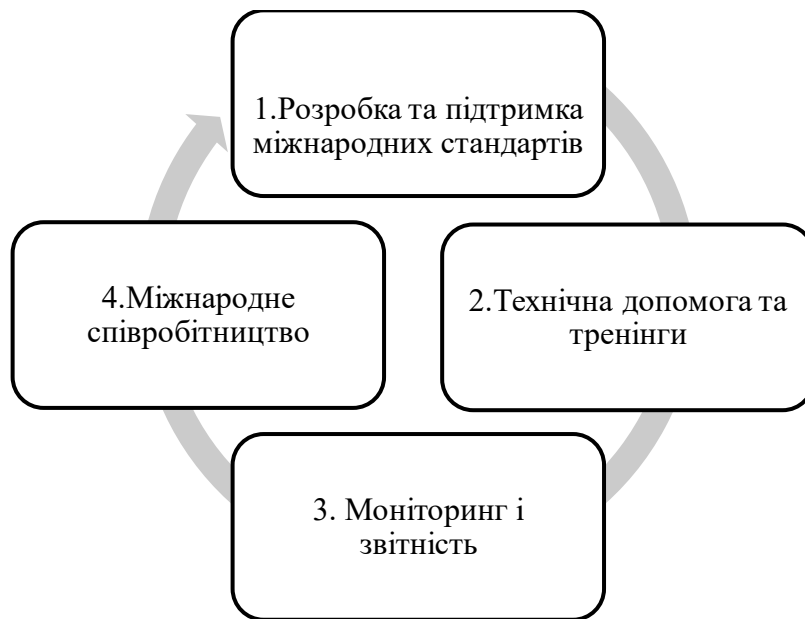 1.Розробка та підтримка
міжнародних стандартів
2.Технічна допомога та
тренінги
3. Моніторинг і
звітність
4.Міжнародне
співробітництво